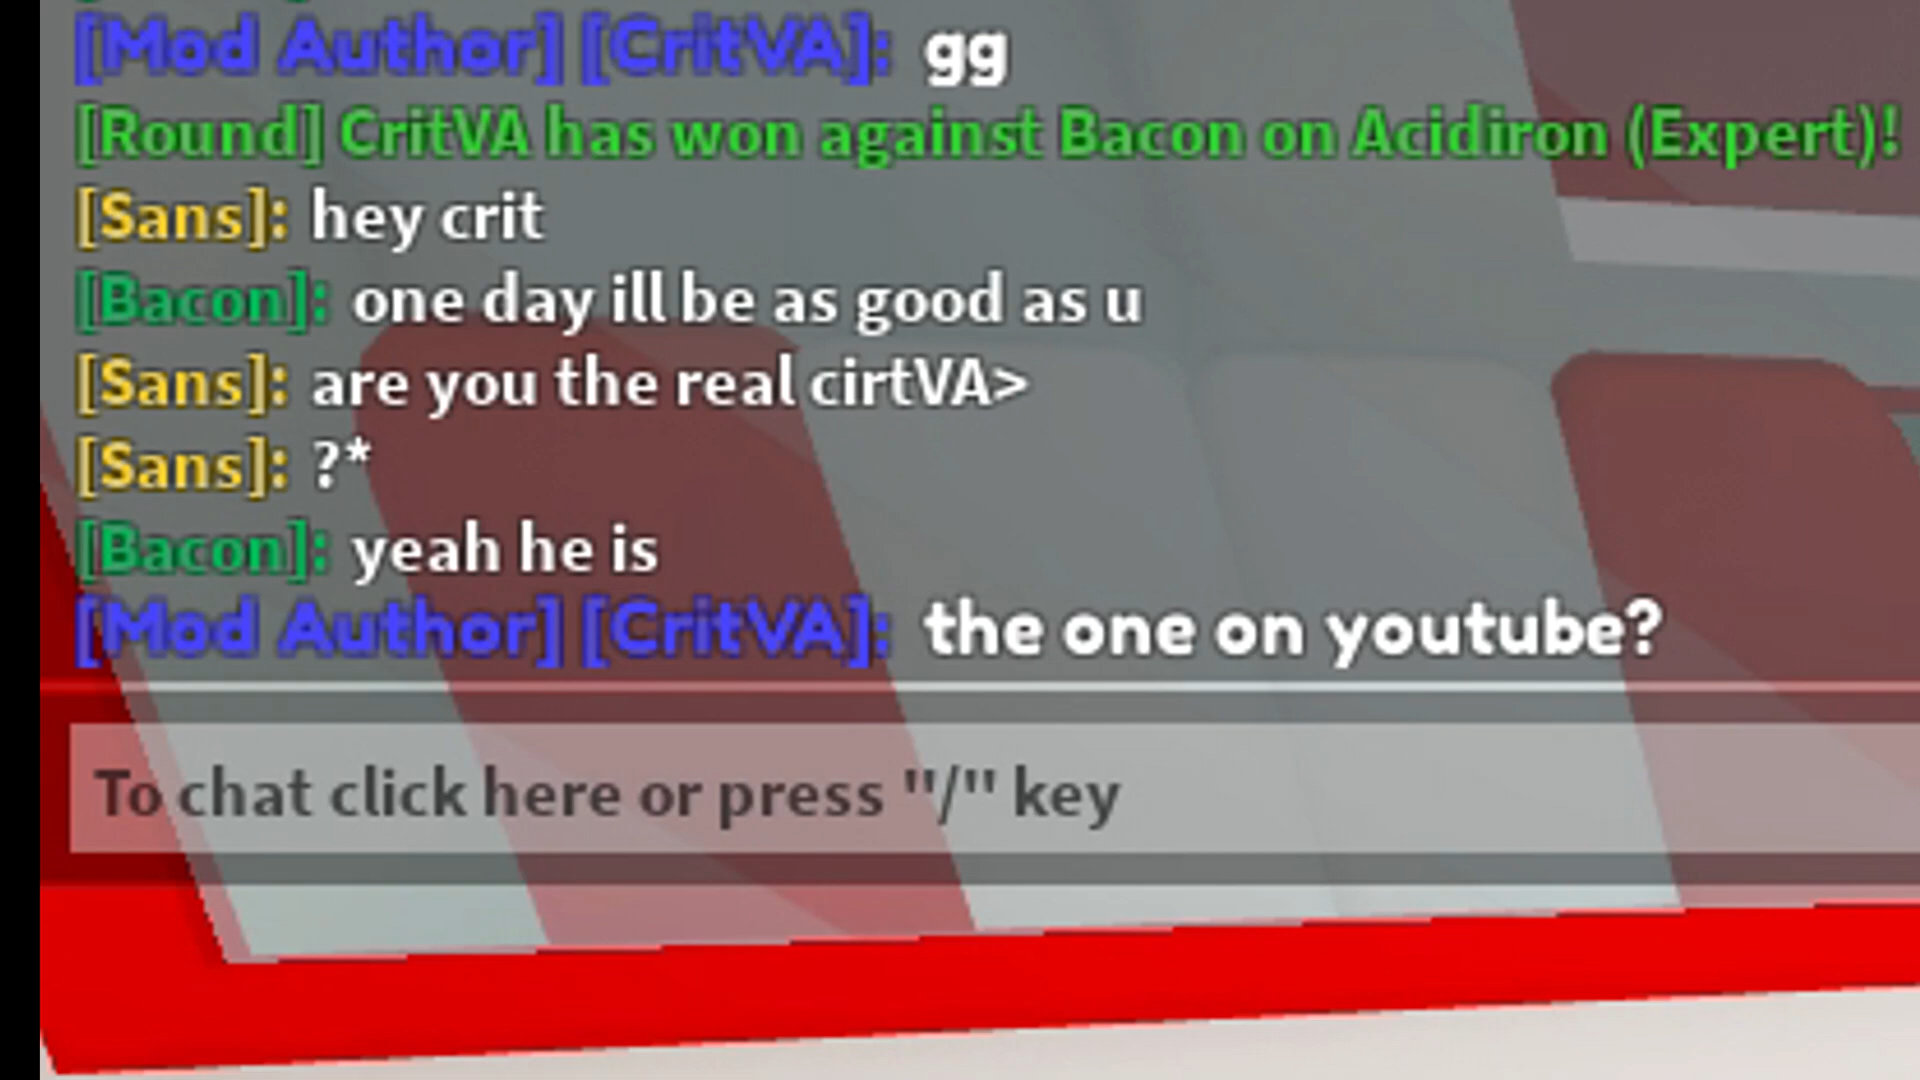 [Mod Author] [CritVA]: gg
[Round] CritVA has won against Bacon on Acidiron (Expert)!
[Sans]: hey crit
[Bacon]: one day ill be as good as u
[Sans]: are you the real cirtVA>
[Sans]: ?*
[Bacon]: yeah he is
[Mod Author] [CritVA]: the one on youtube?
To chat click here or press "/" key